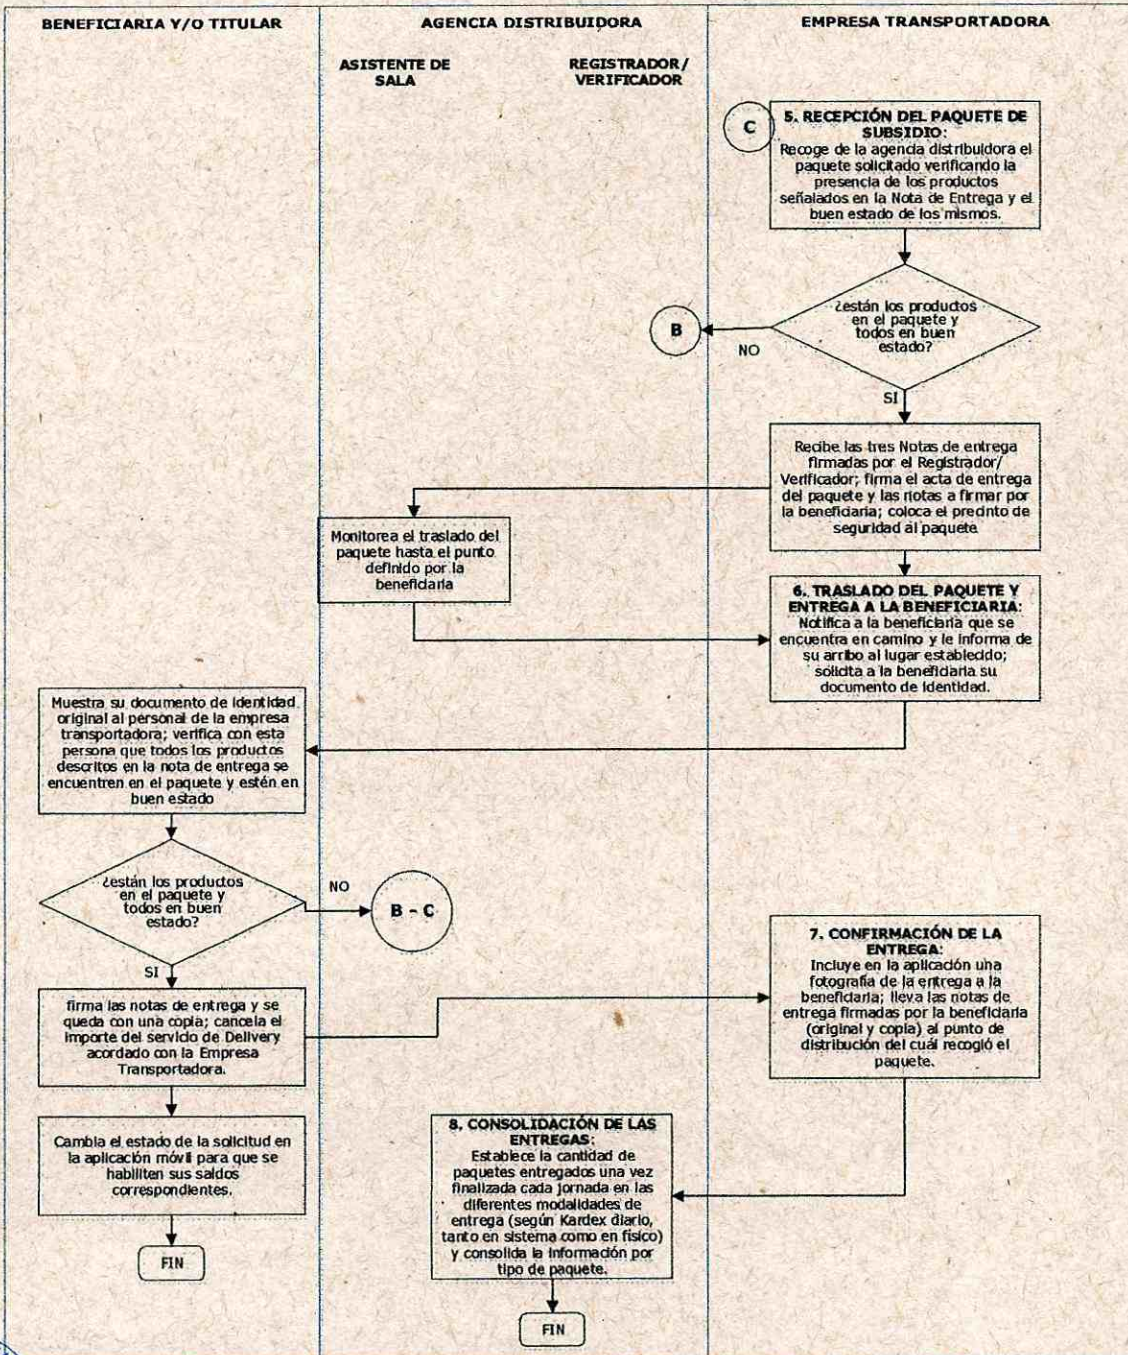 BENEFICIARIA Y/O TITULAR
AGENCIA DISTRIBUIDORA
EMPRESA TRANSPORTADORA
ASISTENTE DE
SALA
REGISTRADOR/
VERIFICADOR
C
5. RECEPCIÓN DEL PAQUETE DE
SUBSIDIO:
Recoge de la agencia distribuidora el
paquete solicitado verificando la
presencia de los productos
señalados en la Nota de Entrega y el
buen estado de los mismos.
¿están los productos
en el paquete y
todos en buen
estado?
B
NO
SI
Recibe las tres Notas de entrega
firmadas por el Registrador/
Verificador; firma el acta de entrega
del paquete y las notas a firmar por
la beneficiaria; coloca el precinto de
seguridad al paquete
Monitorea el traslado del
paquete hasta el punto
definido por la
beneficiaria
6. TRASLADO DEL PAQUETE Y
ENTREGA A LA BENEFICIARIA:
Notifica a la beneficiaria que se
encuentra en camino y le informa de
su arribo al lugar establecido;
solicita a la beneficiaria su
documento de identidad.
Muestra su documento de identidad
original al personal de la empresa
transportadora; verifica con esta
persona que todos los productos
descritos en la nota de entrega se
encuentren en el paquete y estén en
buen estado
¿están los productos
en el paquete y
todos en buen
estado?
NO
B - C
SI
firma las notas de entrega y se
queda con una copia; cancela el
importe del servicio de Delivery
acordado con la Empresa
Transportadora.
7. CONFIRMACIÓN DE LA
ENTREGA:
Incluye en la aplicación una
fotografía de la entrega a la
beneficiaria; lleva las notas de
entrega firmadas por la beneficiaria
(original y copia) al punto de
distribución del cuál recogió el
paquete.
Cambia el estado de la solicitud en
la aplicación móvil para que se
habiliten sus saldos
correspondientes.
FIN
8. CONSOLIDACIÓN DE LAS
ENTREGAS:
Establece la cantidad de
paquetes entregados una vez
finalizada cada jornada en las
diferentes modalidades de
entrega (según Kardex diario,
tanto en sistema como en físico)
y consolida la información por
tipo de paquete.
FIN